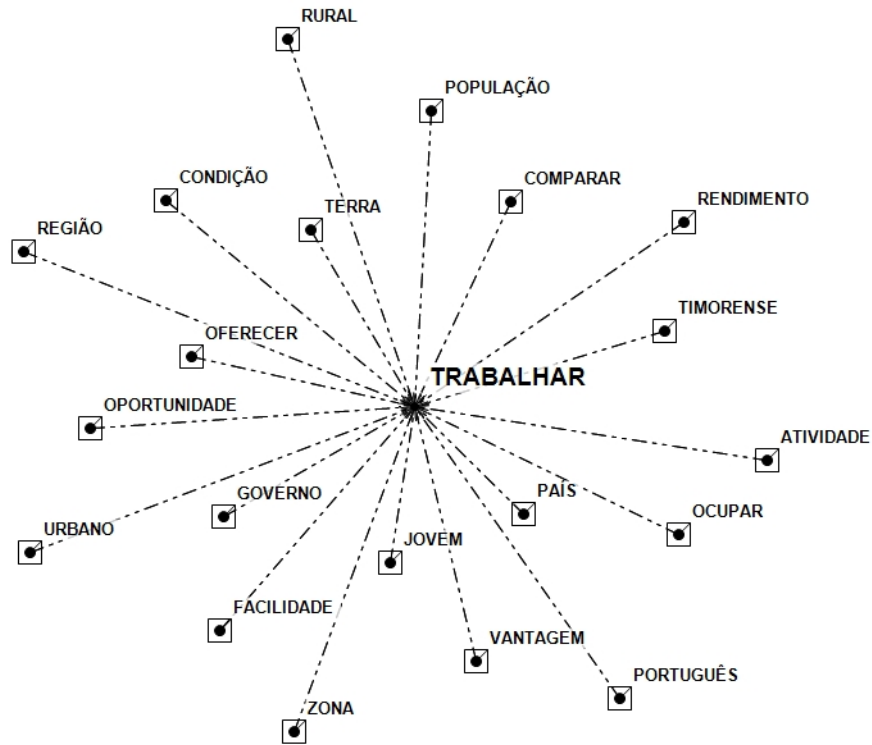 RURAL
POPULAÇÃO
CONDIÇÃO
COMPARAR
RENDIMENTO
TERRA
REGIÃO
TIMORENSE
OFERECER
TRABALHAR
OPORTUNIDADE
ATIVIDADE
GOVERNO
PAÍS
OCUPAR
URBANO
JOVEM
FACILIDADE
VANTAGEM
PORTUGUÊS
ZONA